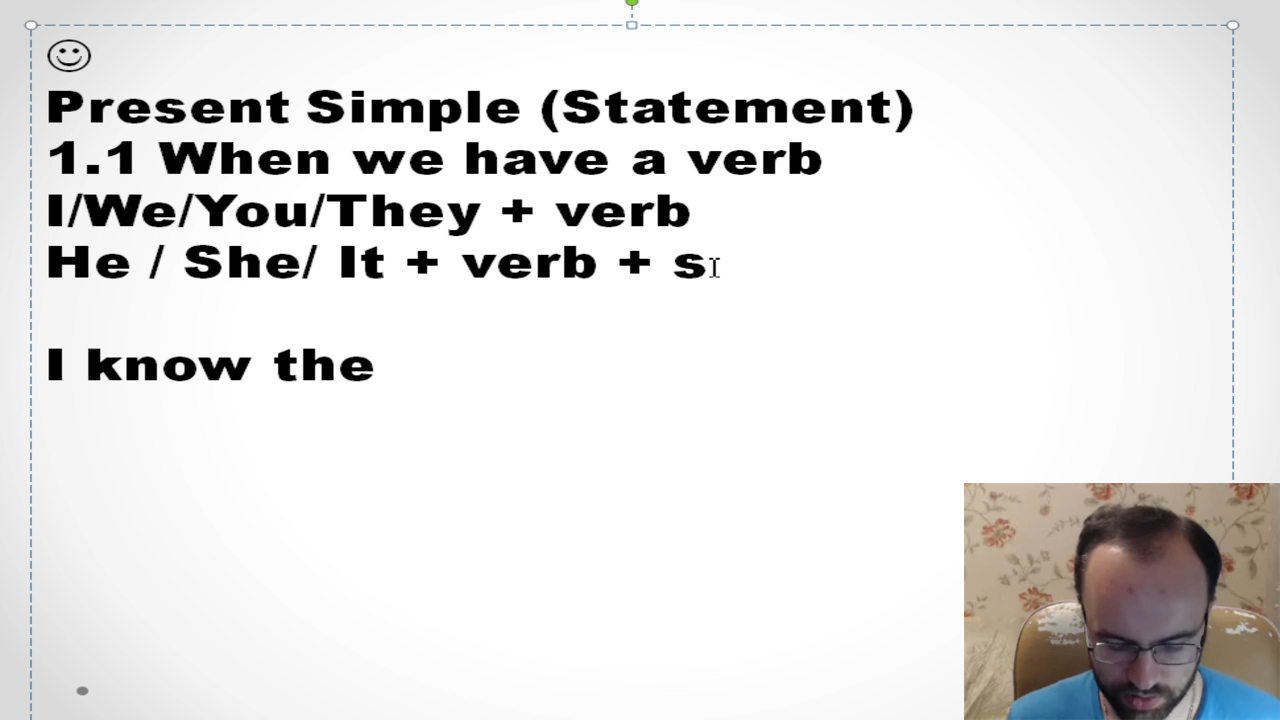 Present Simple (Statement)
1.1 When we have a verb
I/We/You/They + verb
He / She/ It + verb + s
I know the